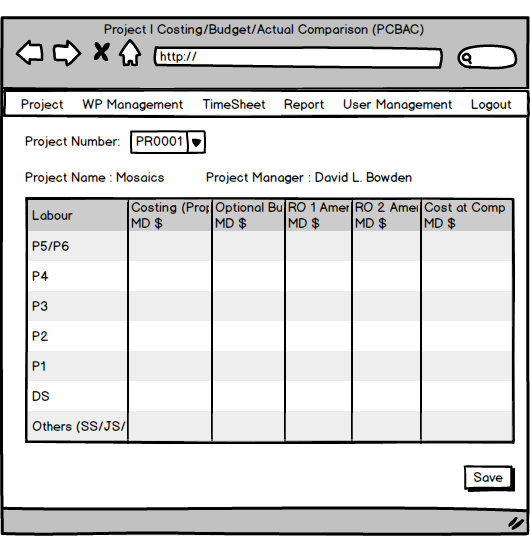 Project I Costing/Budget/Actual Comparison (PCBAC)
http://
Project WP Management TimeSheet Report User Management Logout
Project Number: PR0001
Project Name : Mosaics Project Manager : David L. Bowden
Labour Costing (Prop Optional Bu RO 1 Amer RO 2 Amer Cost at Comp
MD $ MD $ MD $ MD $ MD $
P5/P6
P4
P3
P2
P1
DS
Others (SS/JS/
Save